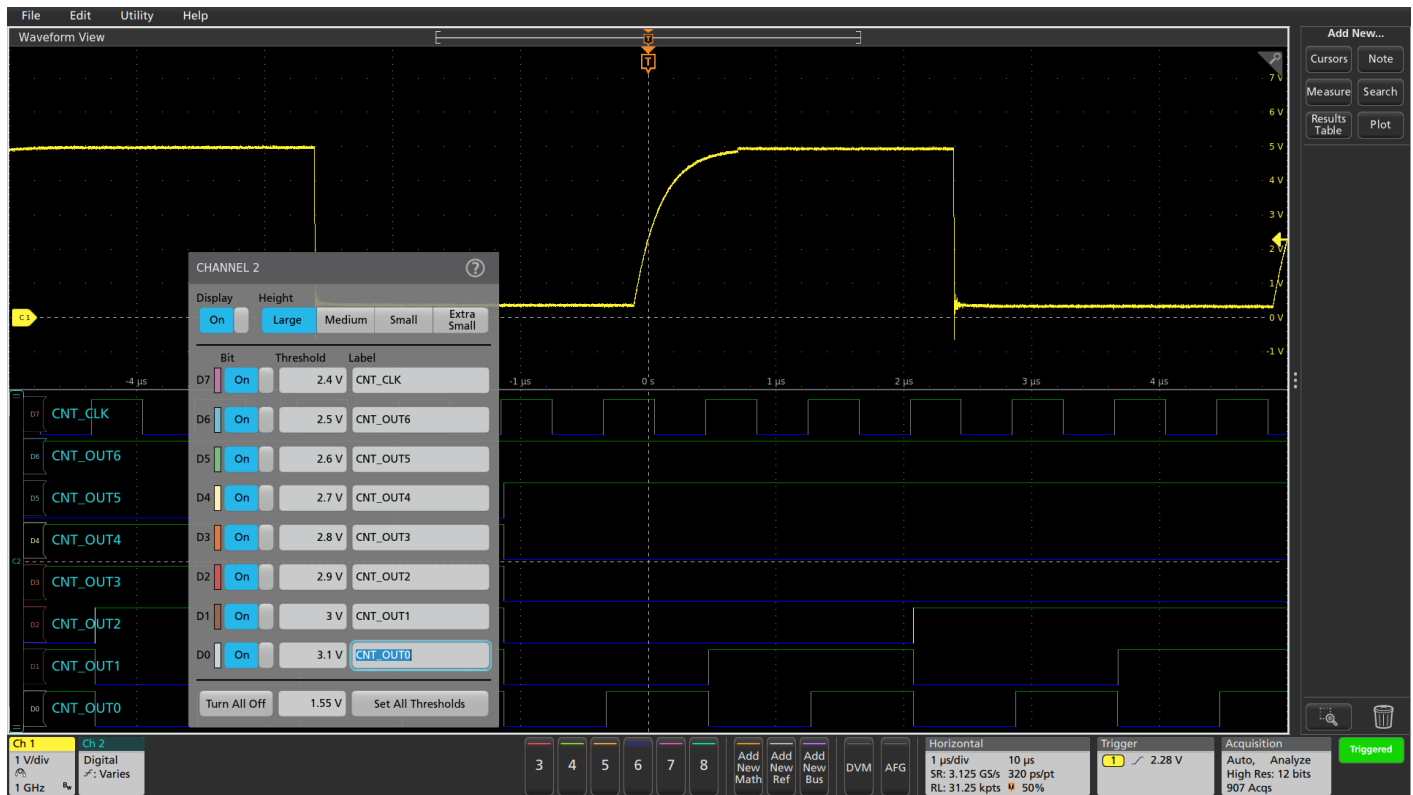 File Edit Utility Help
Waveform View
Add New...
Cursors Note
Measure Search
Results Table Plot
T
T
7 V
6 V
5 V
4 V
3 V
2 V
1 V
0 V
-1 V
C1
-4 µs -1 µs 0 s 1 µs 2 µs 3 µs 4 µs
CHANNEL 2 ?
Display Height
On Large Medium Small Extra Small
Bit Threshold Label
D7 On 2.4 V CNT_CLK
D6 On 2.5 V CNT_OUT6
D5 On 2.6 V CNT_OUT5
D4 On 2.7 V CNT_OUT4
D3 On 2.8 V CNT_OUT3
D2 On 2.9 V CNT_OUT2
D1 On 3 V CNT_OUT1
D0 On 3.1 V CNT_OUT0
Turn All Off 1.55 V Set All Thresholds
D7 CNT_CLK
D6 CNT_OUT6
D5 CNT_OUT5
D4 CNT_OUT4
C2
D3 CNT_OUT3
D2 CNT_OUT2
D1 CNT_OUT1
D0 CNT_OUT0
Ch 1
1 V/div
1 GHz Bw
Ch 2
Digital
: Varies
3 4 5 6 7 8
Add New Math
Add New Ref
Add New Bus
DVM AFG
Horizontal
1 µs/div 10 µs
SR: 3.125 GS/s 320 ps/pt
RL: 31.25 kpts 50%
Trigger
1 2.28 V
Acquisition
Auto, Analyze
High Res: 12 bits
907 Acqs
Triggered